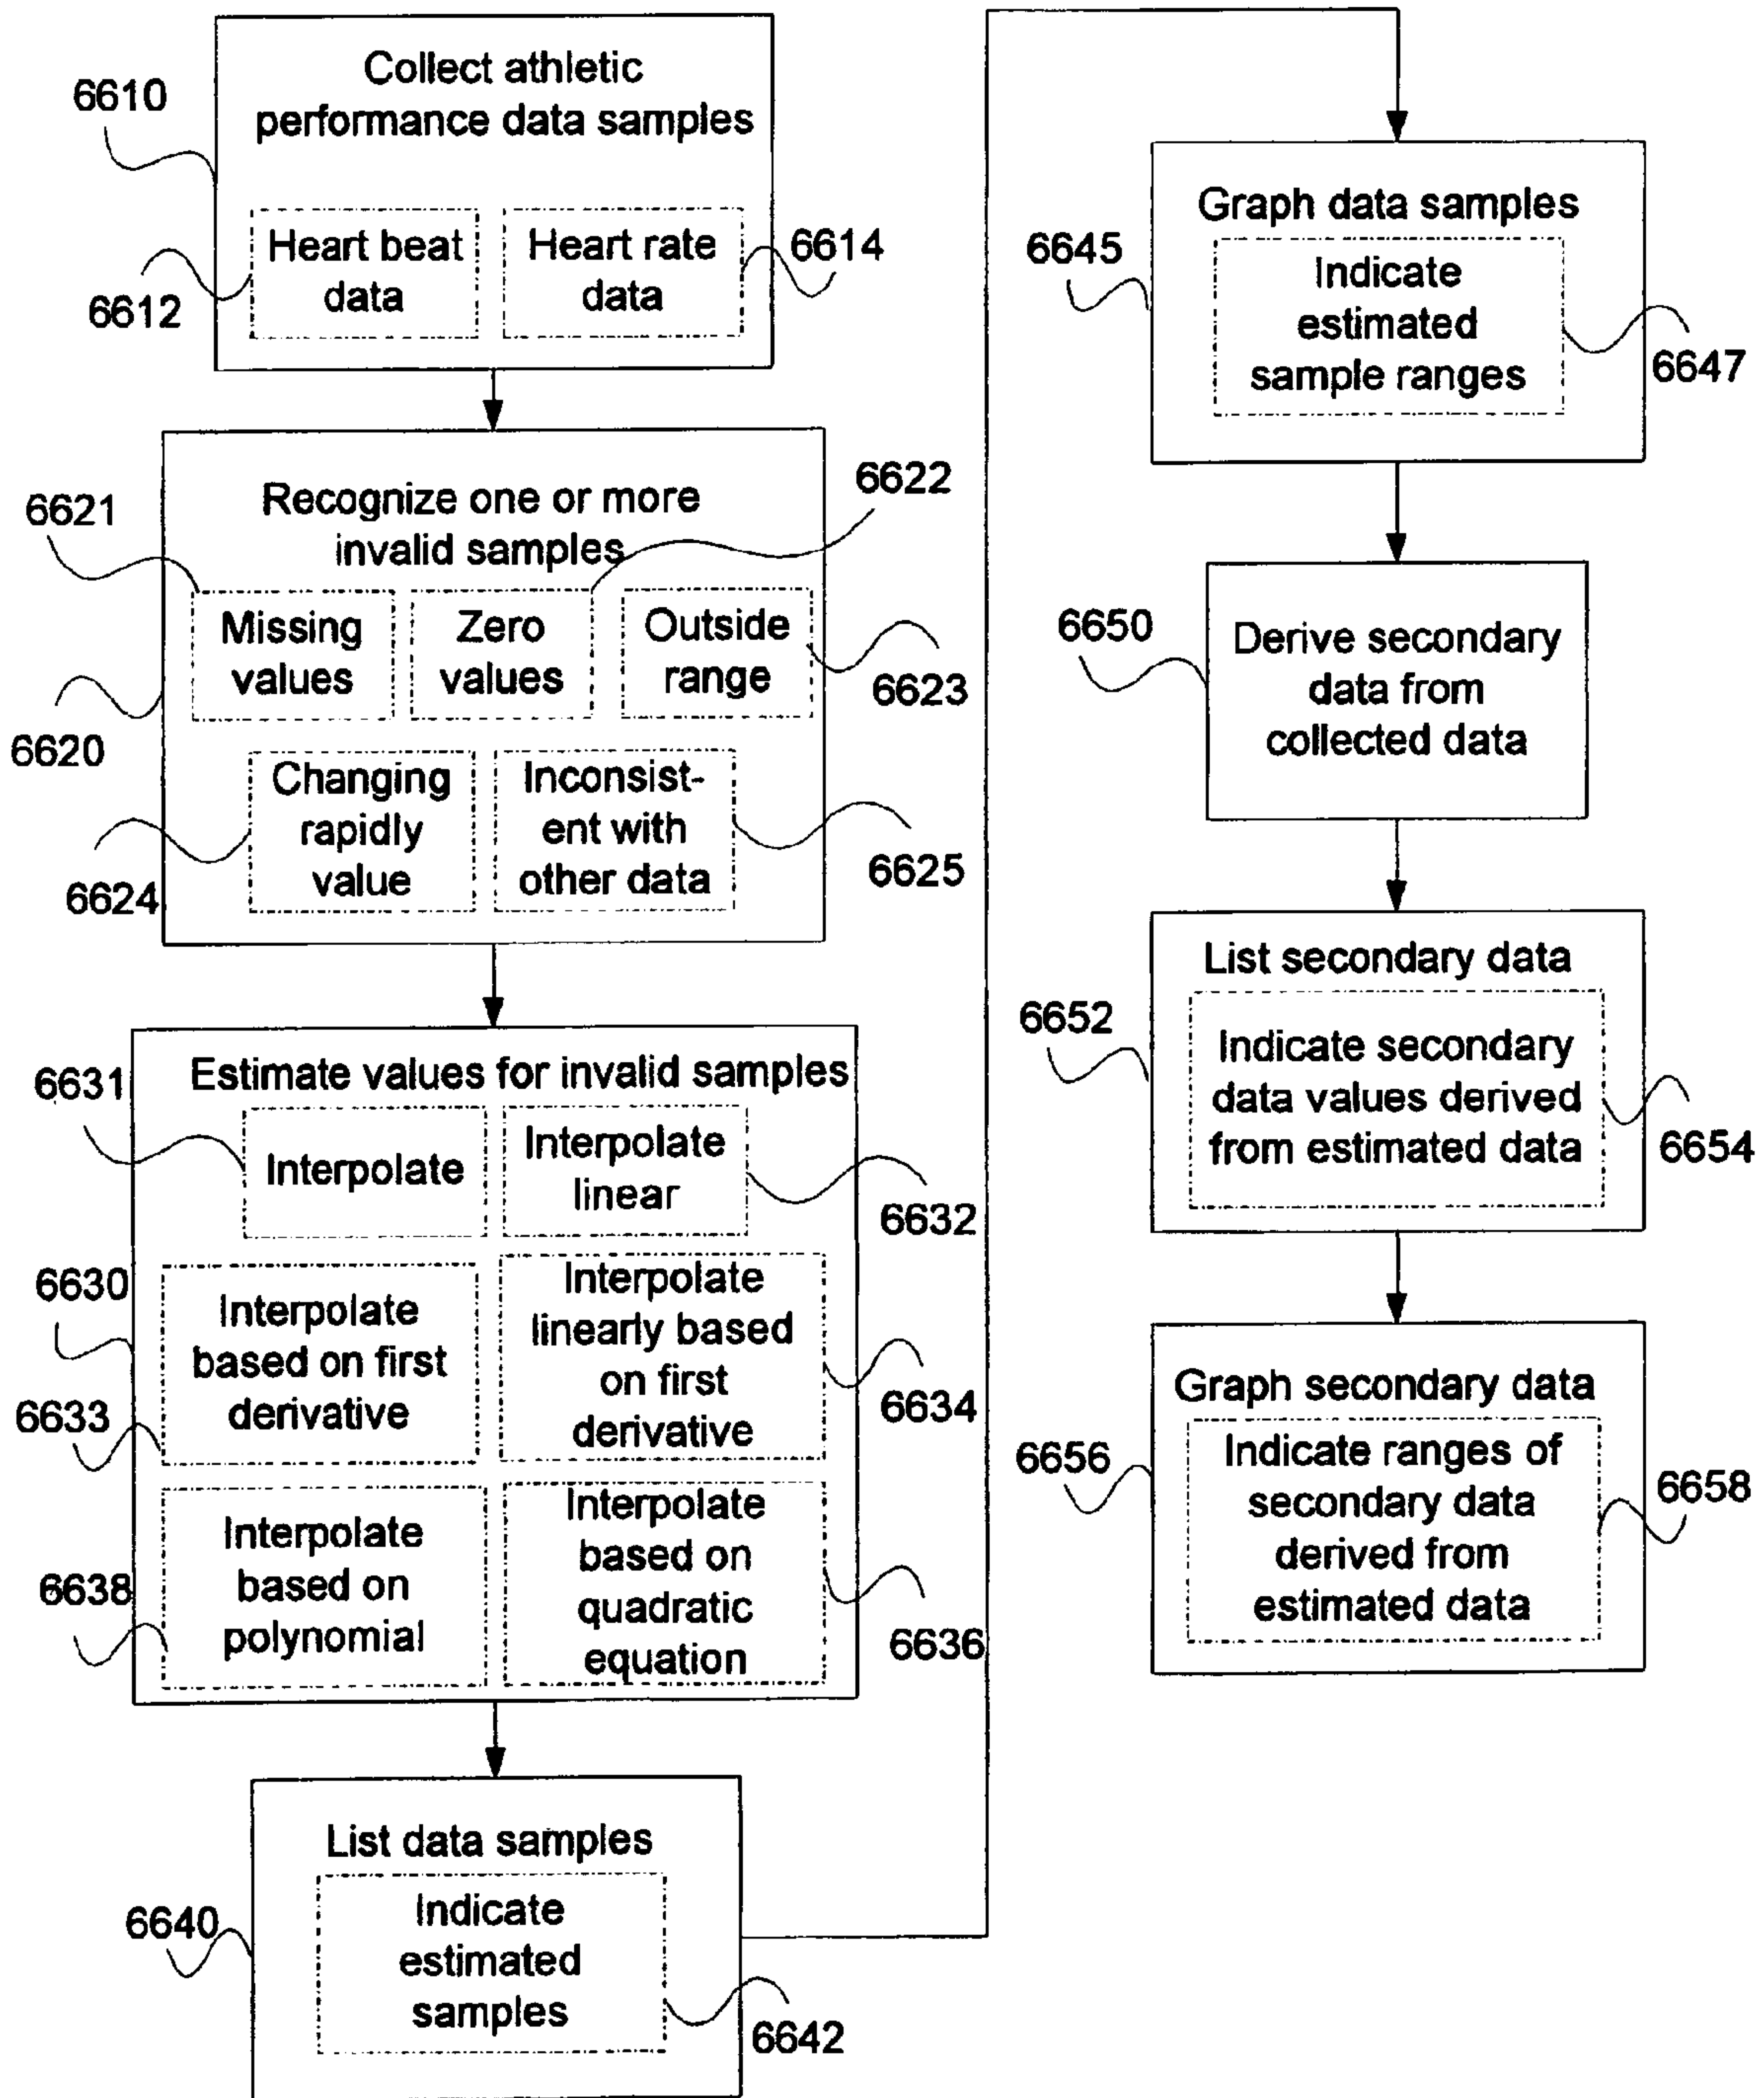 Collect athletic
performance data samples
6610
Heart beat
data
Heart rate
data
6614
6612
Recognize one or more
invalid samples
6622
6621
Missing
values
Zero
values
Outside
range
6623
6620
Changing
rapidly
value
Inconsist-
ent with
other data
6625
6624
Estimate values for invalid samples
6631
Interpolate
Interpolate
linear
6632
6630
Interpolate
based on first
derivative
6633
Interpolate
linearly based
on first
derivative
6634
Interpolate
based on
polynomial
6638
Interpolate
based on
quadratic
equation
6636
List data samples
Indicate
estimated
samples
6640
6642
Graph data samples
6645
Indicate
estimated
sample ranges
6647
6650
Derive secondary
data from
collected data
List secondary data
6652
Indicate secondary
data values derived
from estimated data
6654
Graph secondary data
6656
Indicate ranges of
secondary data
derived from
estimated data
6658